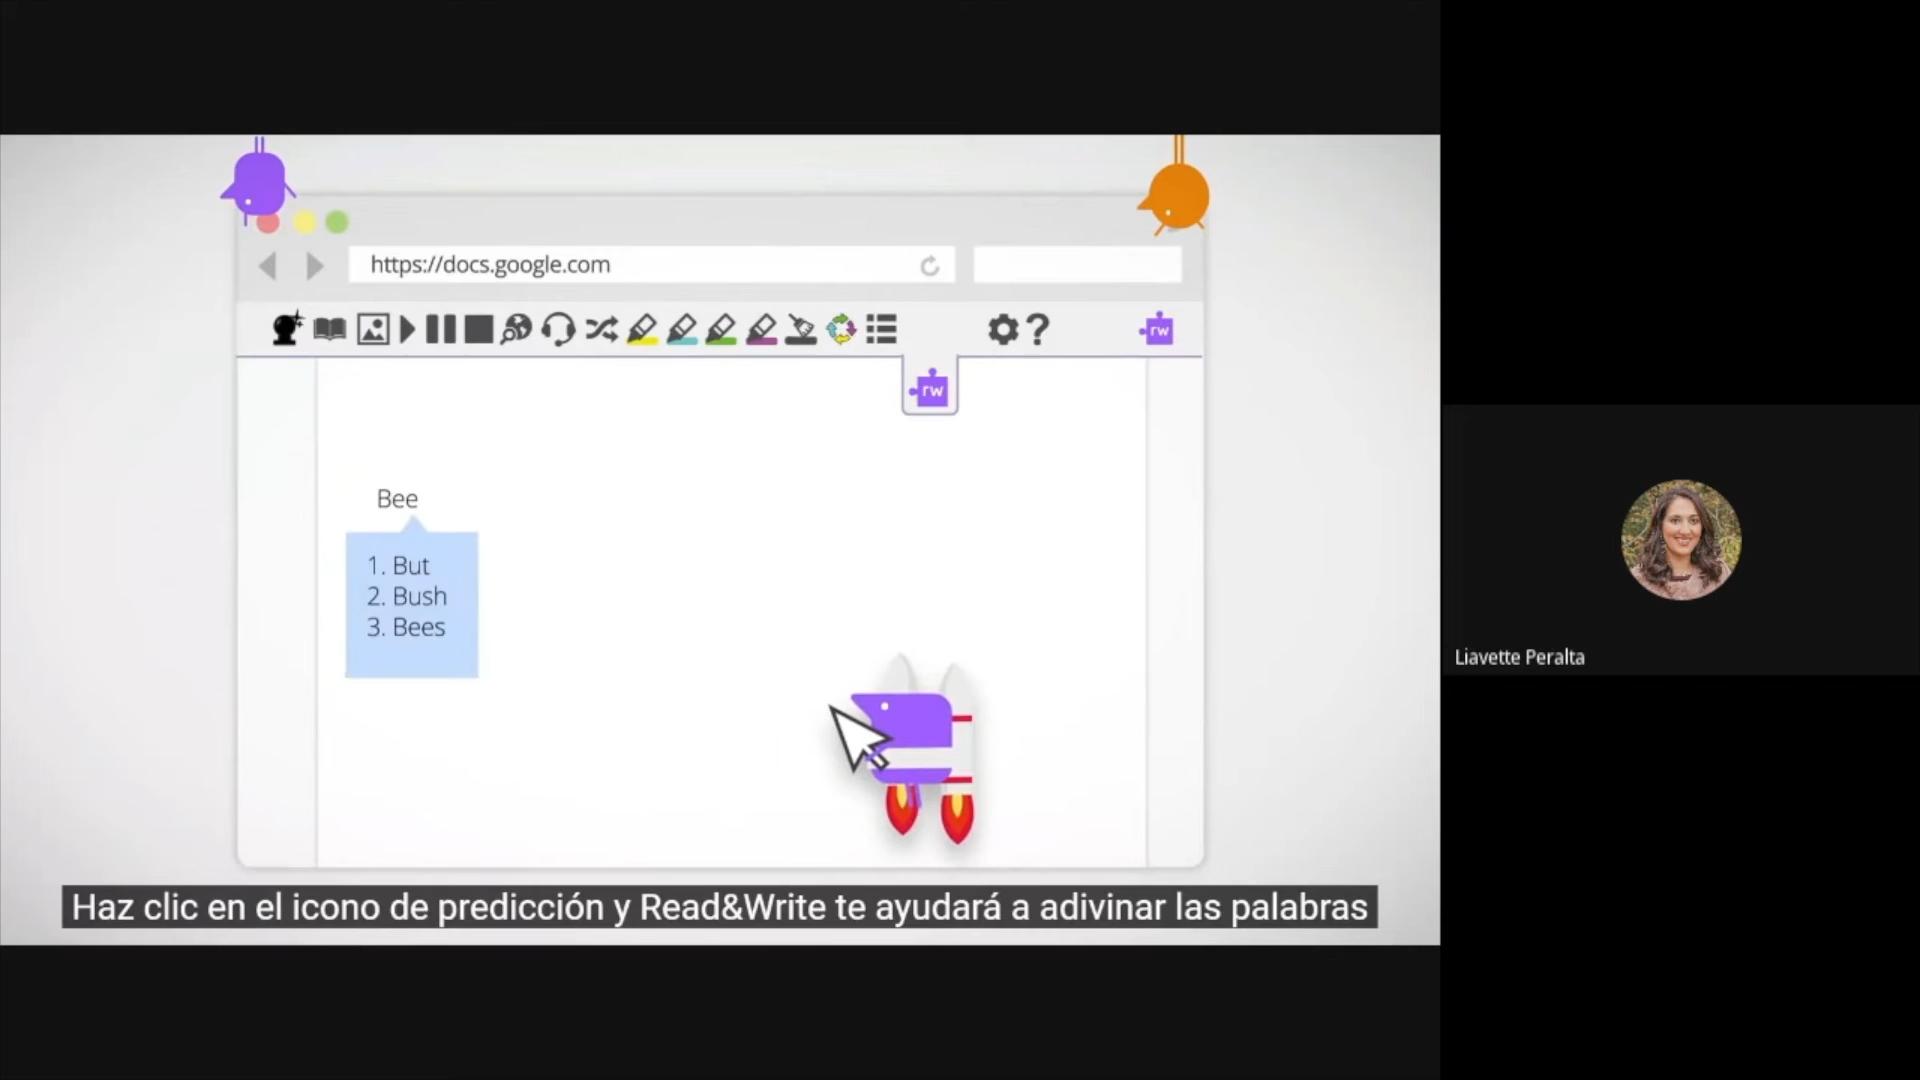 https://docs.google.com
rw
rw
Bee
1. But
2. Bush
3. Bees
Haz clic en el icono de predicción y Read&Write te ayudará a adivinar las palabras
Liavette Peralta